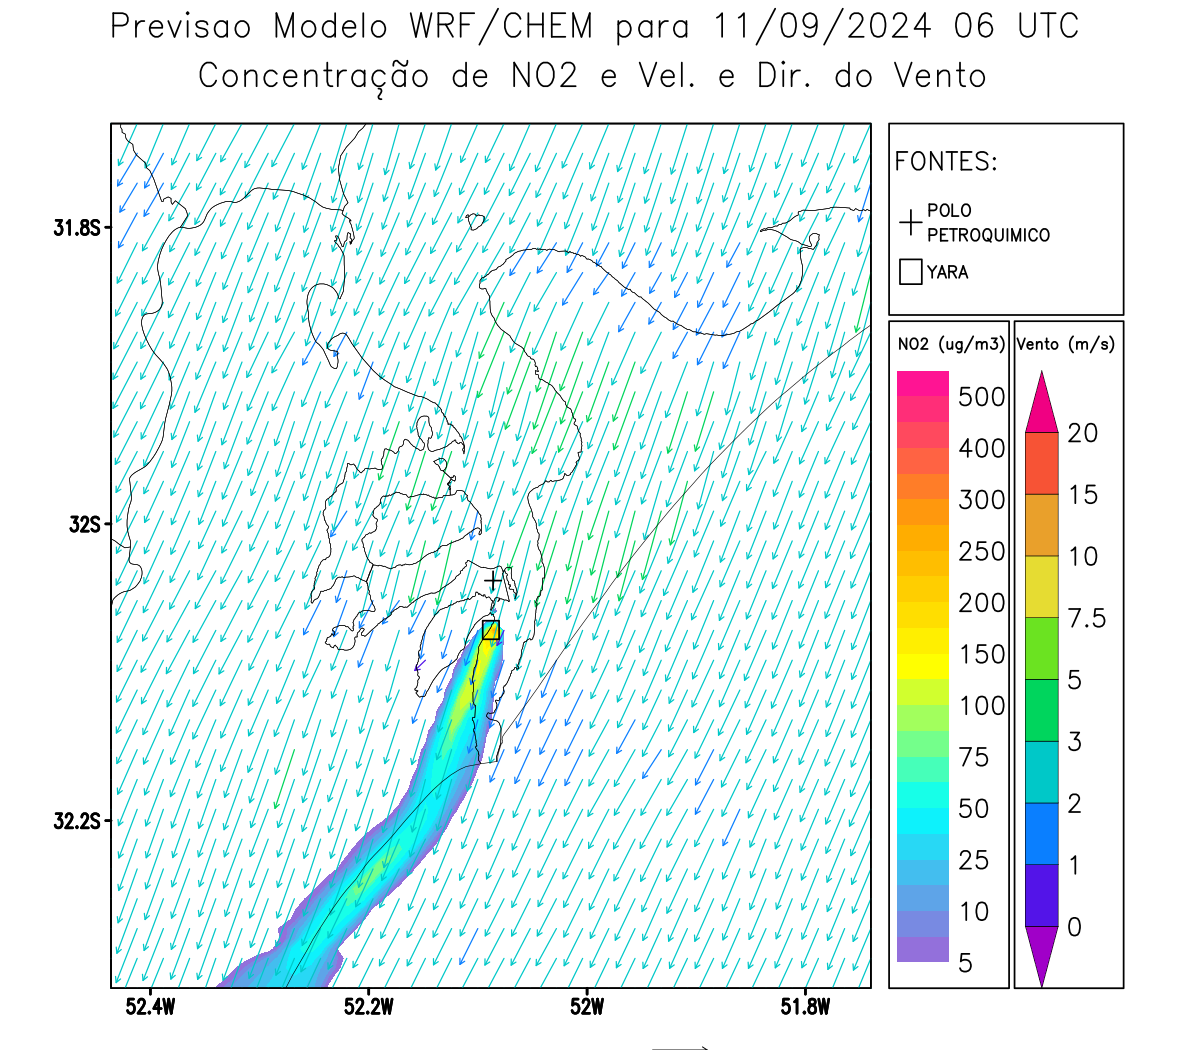 Previsao Modelo WRF/CHEM para 11/09/2024 06 UTC
Concentração de NO2 e Vel. e Dir. do Vento
FONTES:
POLO
PETROQUIMICO
YARA
NO2 (ug/m3)
500
400
300
250
200
150
100
75
50
25
10
5
Vento (m/s)
20
15
10
7.5
5
3
2
1
0
31.8S
32S
32.2S
52.4W
52.2W
52W
51.8W